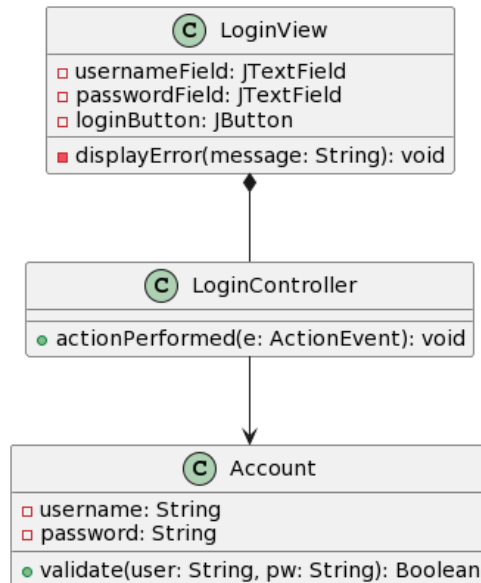 C LoginView
usernameField: JTextField
passwordField: JTextField
loginButton: JButton
displayError(message: String): void
C LoginController
actionPerformed(e: ActionEvent): void
C Account
username: String
password: String
validate(user: String, pw: String): Boolean